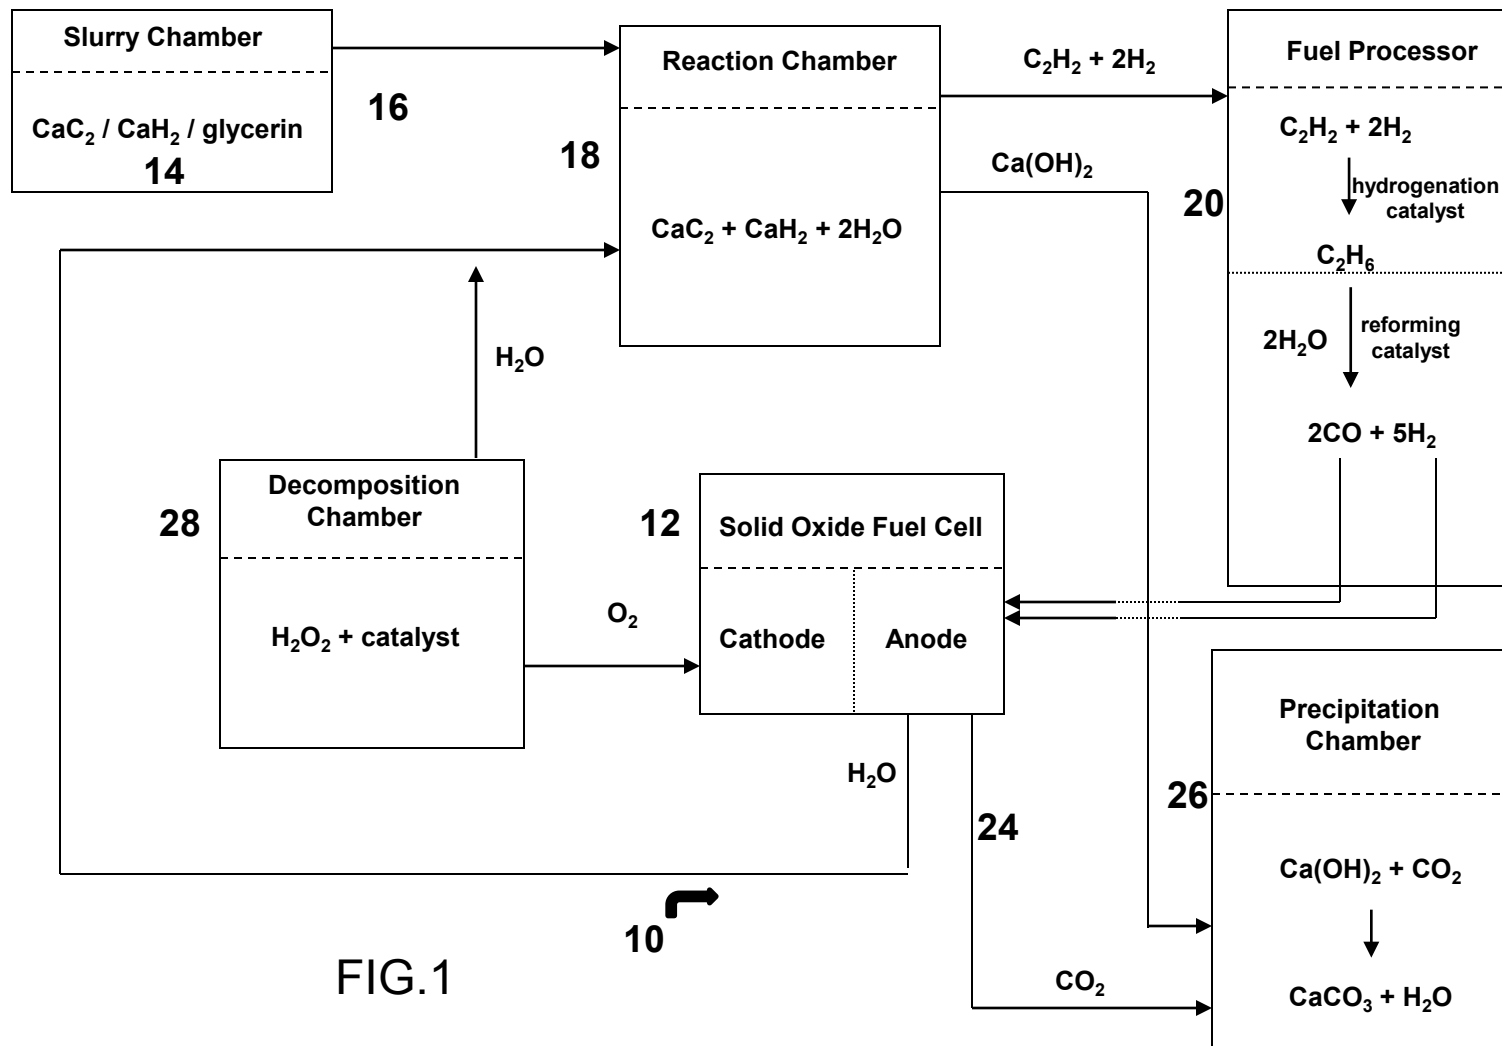 Slurry Chamber
CaC₂ / CaH₂ / glycerin
14
16
Reaction Chamber
18
CaC₂ + CaH₂ + 2H₂O
C₂H₂ + 2H₂
Ca(OH)₂
Fuel Processor
C₂H₂ + 2H₂
20
hydrogenation
catalyst
C₂H₆
2H₂O
reforming
catalyst
2CO + 5H₂
H₂O
28
Decomposition
Chamber
H₂O₂ + catalyst
O₂
12
Solid Oxide Fuel Cell
Cathode
Anode
H₂O
24
26
Precipitation
Chamber
Ca(OH)₂ + CO₂
CaCO₃ + H₂O
CO₂
10
FIG.1